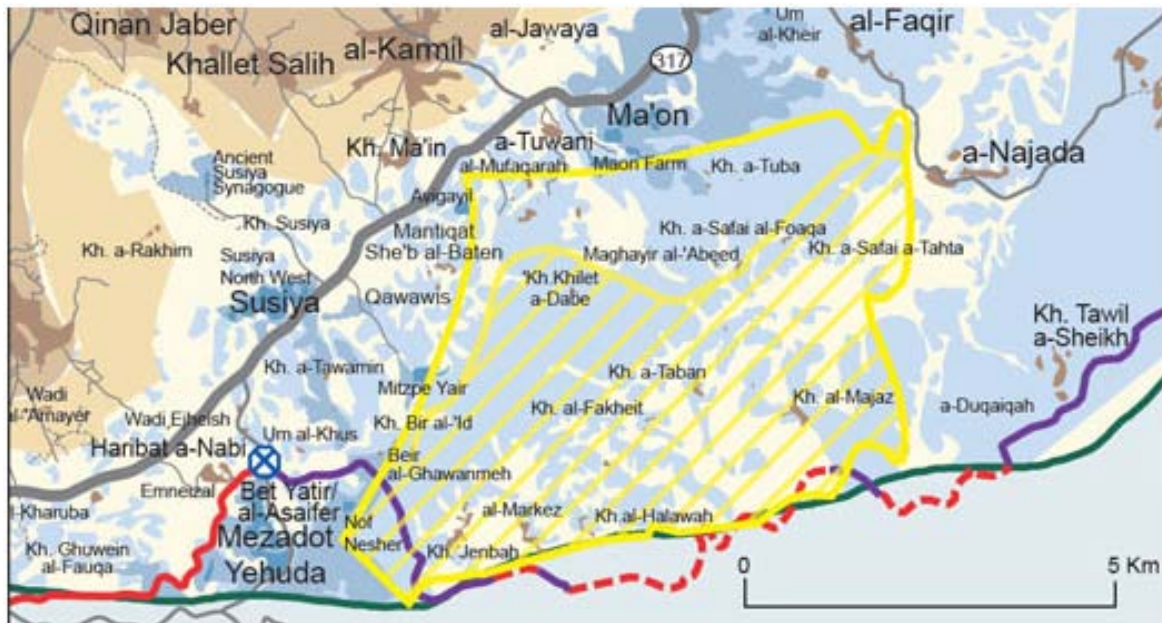 Qinan Jaber
Khallet Salih
al-Karmil
al-Jawaya
Um
al-Kheir
al-Faqir
317
Ma'on
a-Tuwani
Kh. Ma'in
al-Mufaqarah
Maon Farm
Kh. a-Tuba
a-Najada
Ancient
Susiya
Synagogue
Avigayil
Kh. Susiya
Mantiqat
She'b al-Baten
Kh. a-Safai al-Foaqa
Kh. a-Safai a-Tahta
Kh. a-Rakhim
Susiya
North West
Maghayir al-'Abeed
Susiya
Qawawis
'Kh. Khilet
a-Dabe
Kh. Tawil
a-Sheikh
Kh. a-Tawamin
Mitzpe Yair
Kh. a-Taban
Kh. al-Majaz
a-Duqaiqah
Wadi
al-'Amayer
Wadi Ejheish
Kh. Bir al-'Id
Kh. al-Fakheit
Haribat a-Nabi
Um al-Khus
Beir
al-Ghawanmeh
Emneizal
Bet Yatir/
al-Asaifer
l-Kharuba
Mezadot
Yehuda
Nof
Nesher
al-Markez
Kh.al-Halawah
Kh. Ghuwein
al-Fauqa
Kh. Jenbah
0
5 Km